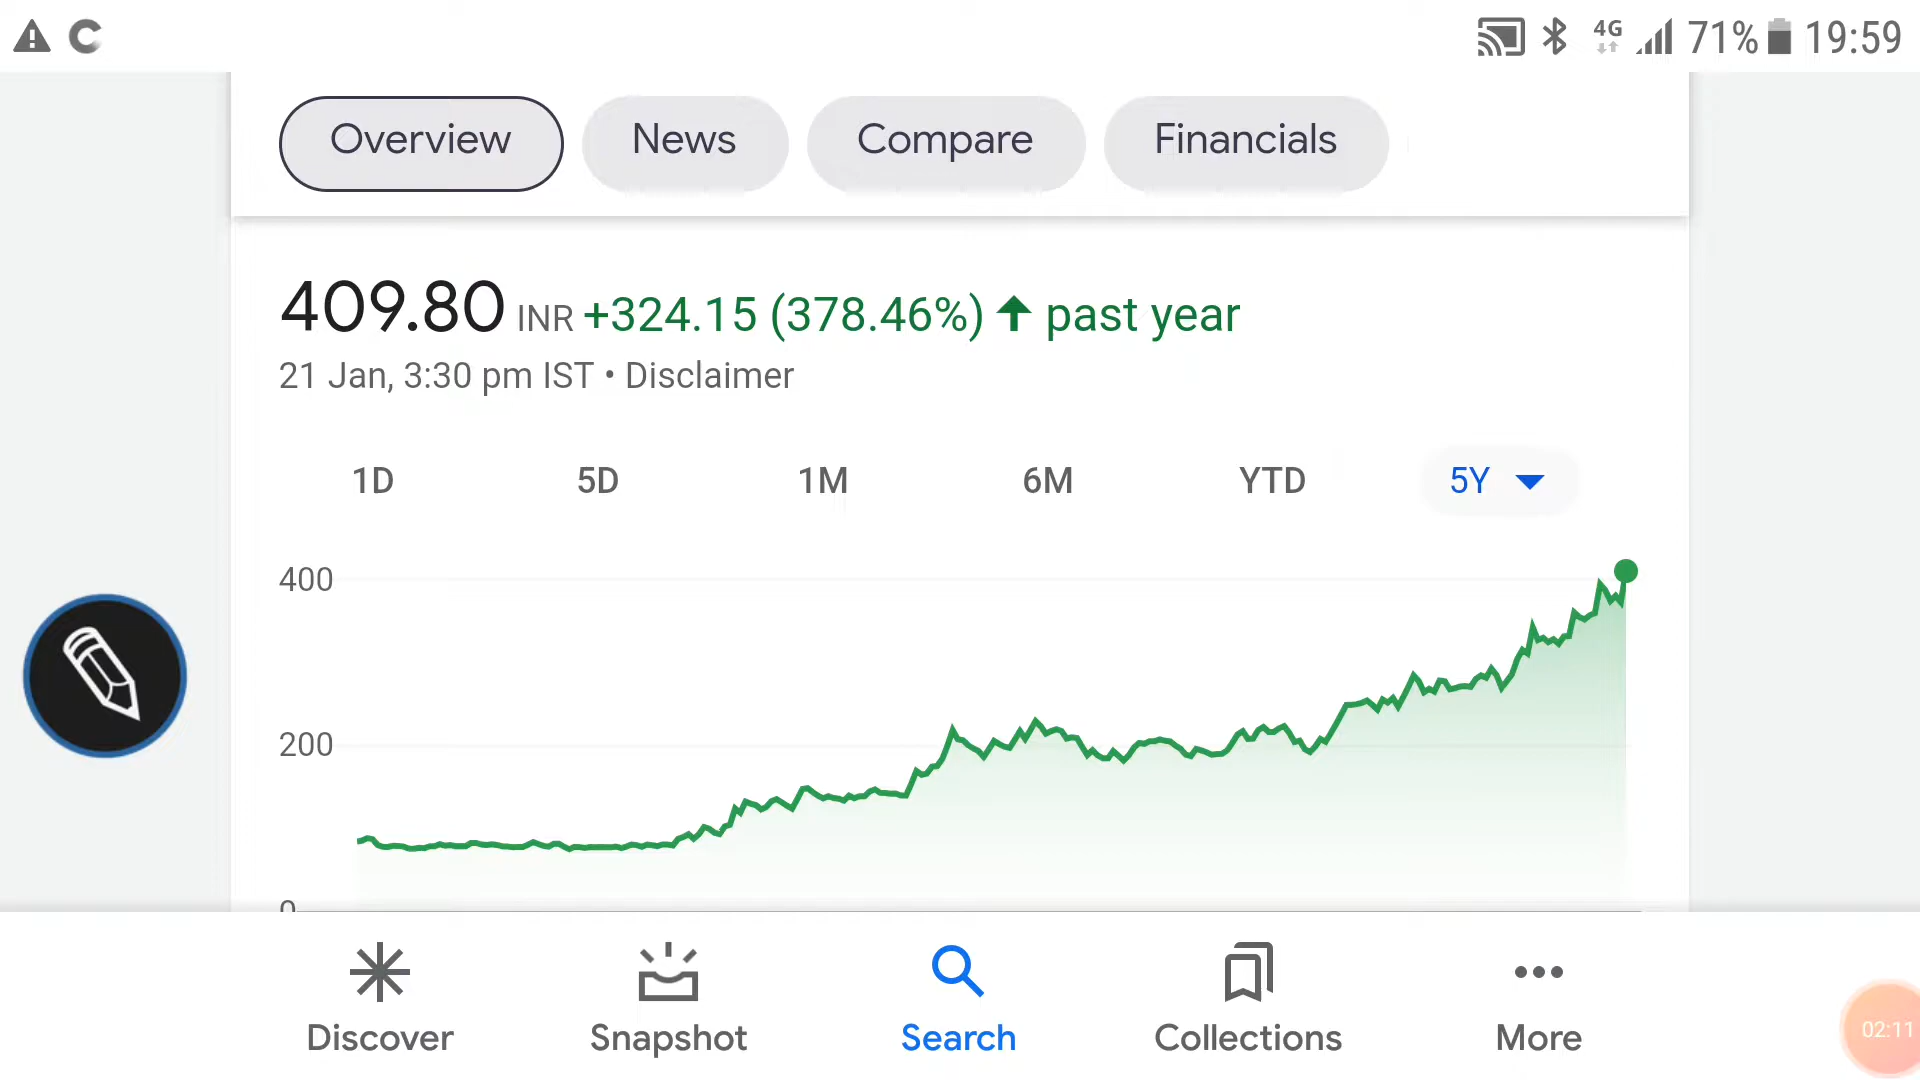 4G 71% 19:59
Overview News Compare Financials
409.80 INR +324.15 (378.46%) past year
21 Jan, 3:30 pm IST • Disclaimer
1D 5D 1M 6M YTD 5Y
400
200
0
Discover Snapshot Search Collections More
02:11